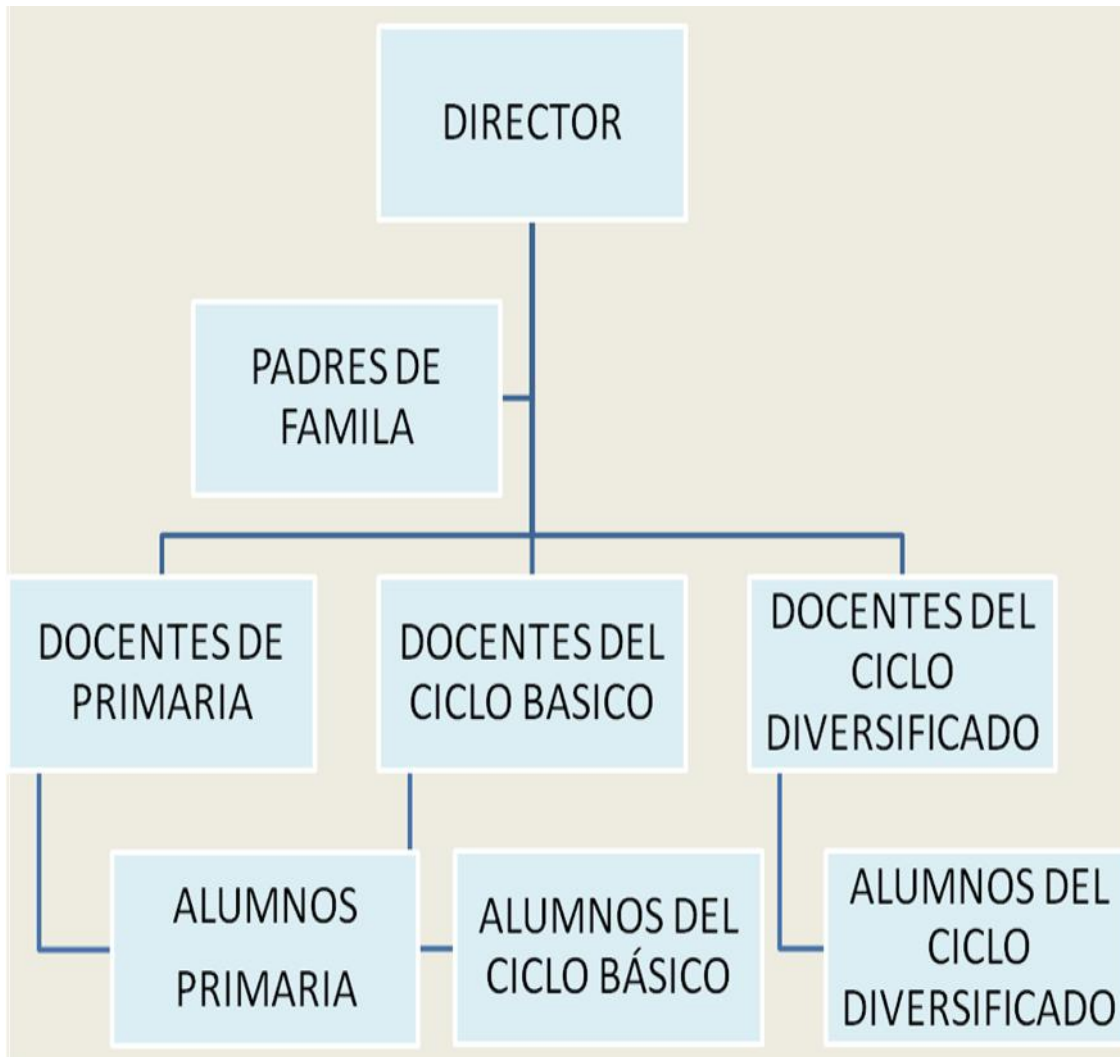 DIRECTOR
PADRES DE
FAMILA
DOCENTES DE
PRIMARIA
DOCENTES DEL
CICLO BASICO
DOCENTES DEL
CICLO
DIVERSIFICADO
ALUMNOS
PRIMARIA
ALUMNOS DEL
CICLO BÁSICO
ALUMNOS DEL
CICLO
DIVERSIFICADO